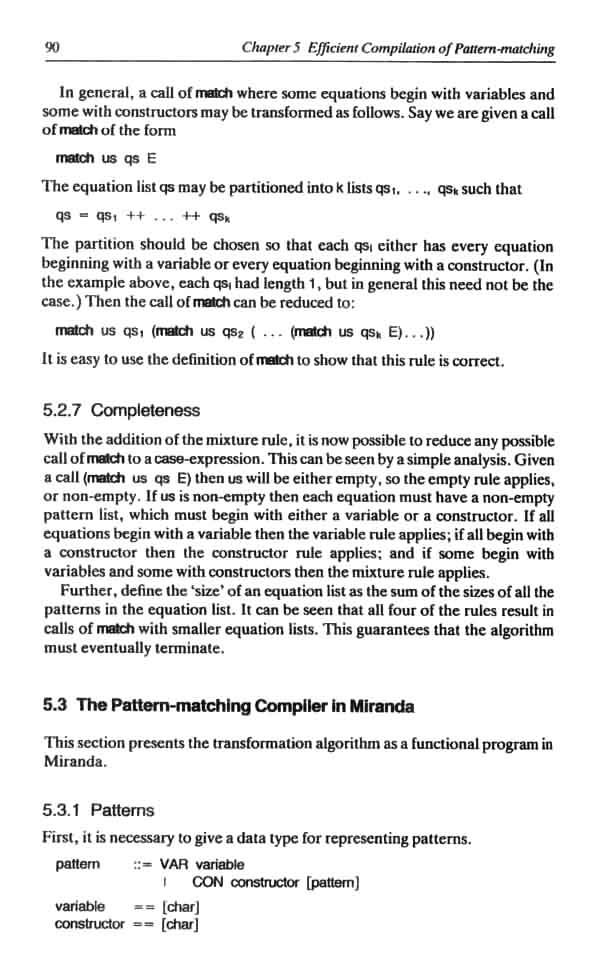 90
Chapter 5 Efficient Compilation of Pattern-matching
In general, a call of match where some equations begin with variables and
some with constructors may be transformed as follows. Say we are given a call
of match of the form
match us qs E
The equation list qs may be partitioned into k lists qs₁, . . ., qsₖ such that
qs = qs₁ ++ . . . ++ qsₖ
The partition should be chosen so that each qsᵢ either has every equation
beginning with a variable or every equation beginning with a constructor. (In
the example above, each qsᵢ had length 1, but in general this need not be the
case.) Then the call of match can be reduced to:
match us qs₁ (match us qs₂ ( . . . (match us qsₖ E). . .))
It is easy to use the definition of match to show that this rule is correct.
5.2.7 Completeness
With the addition of the mixture rule, it is now possible to reduce any possible
call of match to a case-expression. This can be seen by a simple analysis. Given
a call (match us qs E) then us will be either empty, so the empty rule applies,
or non-empty. If us is non-empty then each equation must have a non-empty
pattern list, which must begin with either a variable or a constructor. If all
equations begin with a variable then the variable rule applies; if all begin with
a constructor then the constructor rule applies; and if some begin with
variables and some with constructors then the mixture rule applies.
Further, define the ‘size’ of an equation list as the sum of the sizes of all the
patterns in the equation list. It can be seen that all four of the rules result in
calls of match with smaller equation lists. This guarantees that the algorithm
must eventually terminate.
5.3 The Pattern-matching Compiler in Miranda
This section presents the transformation algorithm as a functional program in
Miranda.
5.3.1 Patterns
First, it is necessary to give a data type for representing patterns.
pattern ::= VAR variable
| CON constructor [pattern]
variable == [char]
constructor == [char]